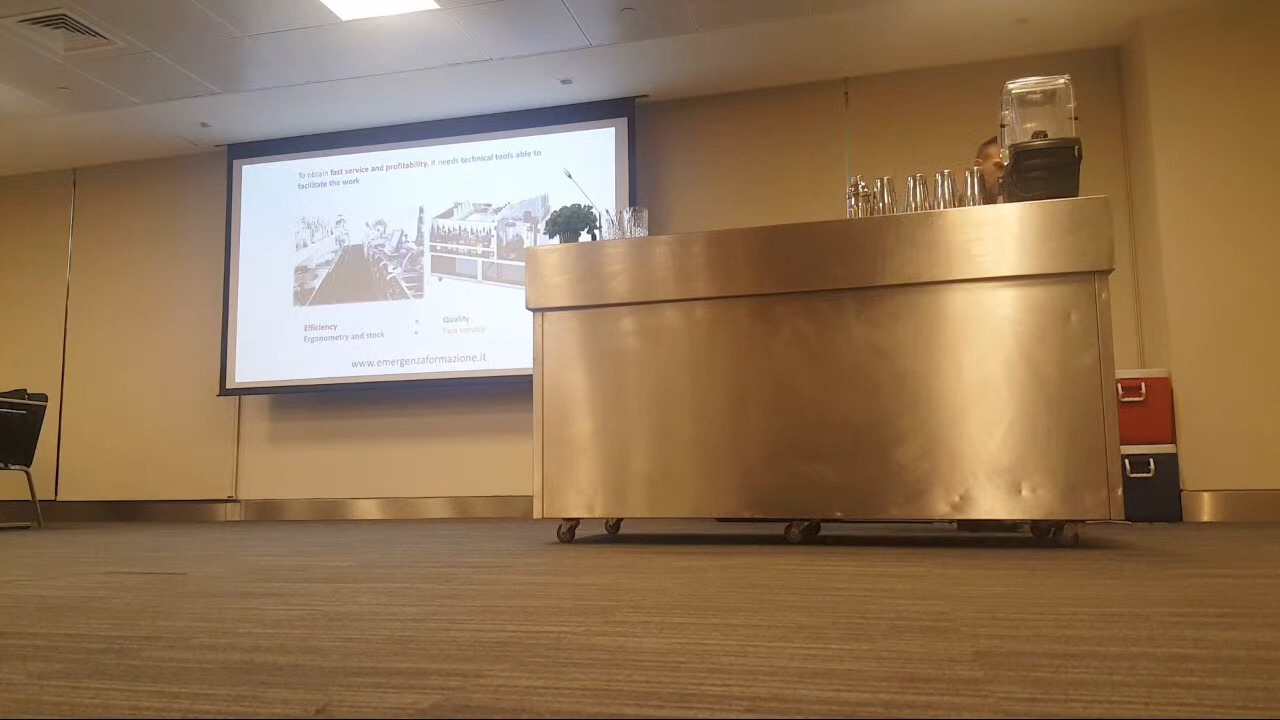 To obtain fast service and profitability, it needs technical tools able to
facilitate the work
Efficiency = Quality
Ergonometry and stock = Fast service
www.emergenzaformazione.it